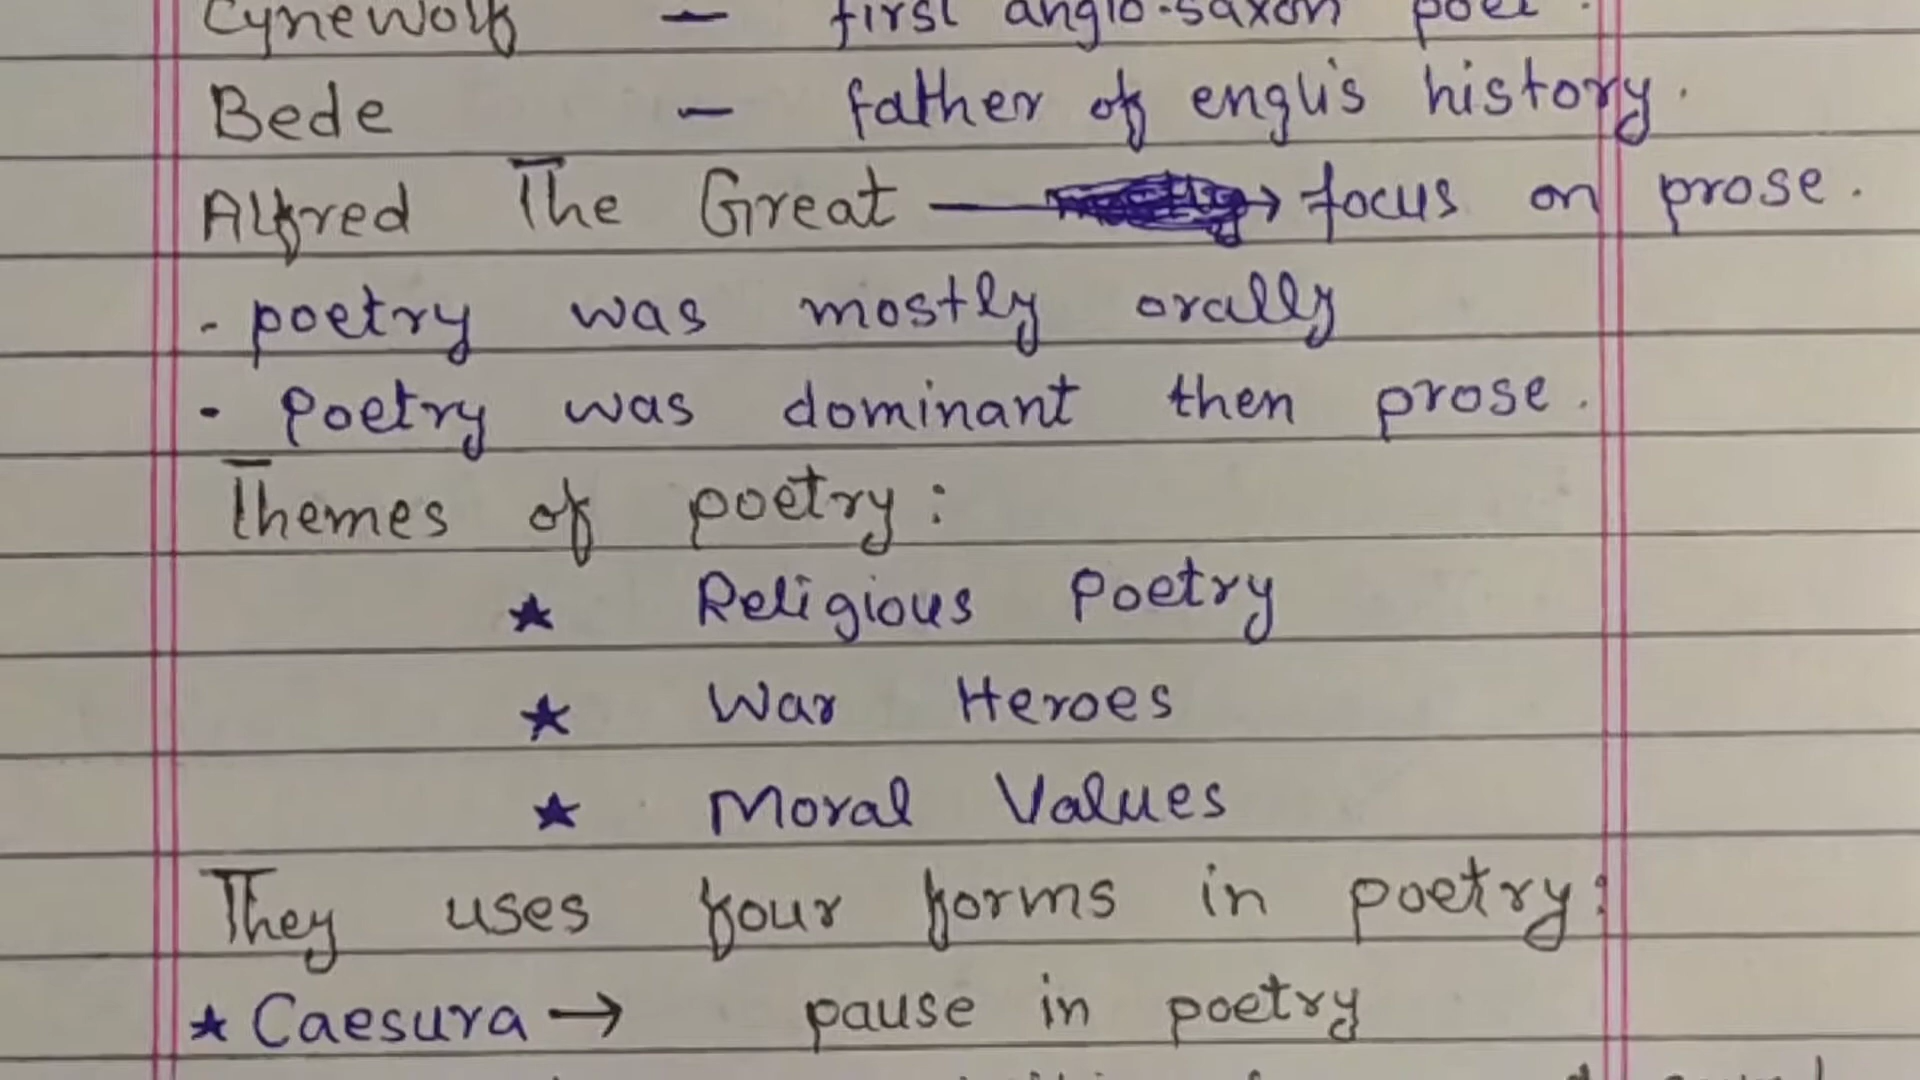 Cynewolf — first anglo-saxon poet.
Bede — father of englis history.
Alfred The Great → focus on prose.
- poetry was mostly orally
- Poetry was dominant then prose.
Themes of poetry:
★ Religious Poetry
★ War Heroes
★ Moral Values
They uses four forms in poetry:
★ Caesura → pause in poetry